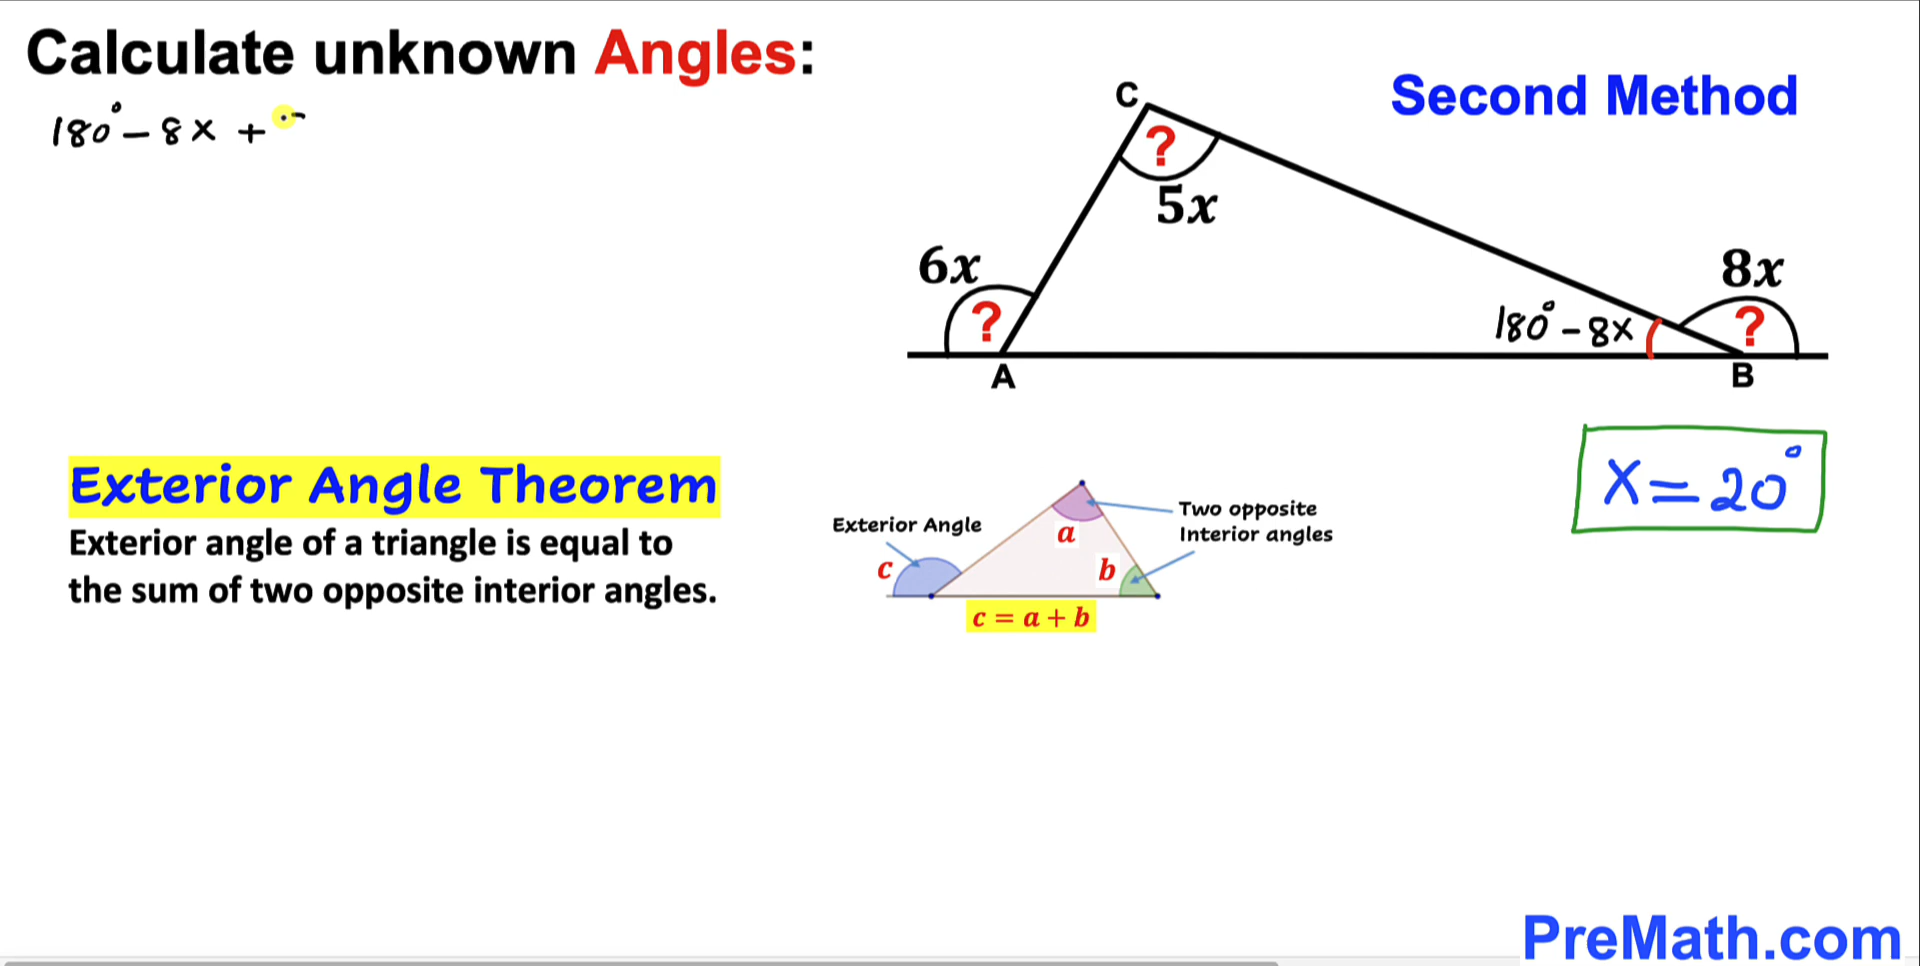 Calculate unknown Angles:
180° - 8x +
Second Method
C
?
5x
6x
?
A
180° - 8x
8x
?
B
x = 20°
Exterior Angle Theorem
Exterior angle of a triangle is equal to
the sum of two opposite interior angles.
Exterior Angle
c
a
b
Two opposite
Interior angles
c = a + b
PreMath.com